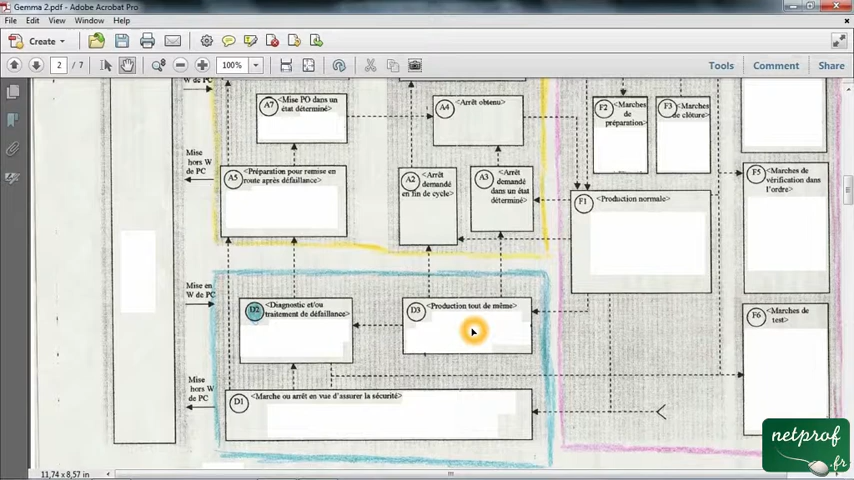 Gemma 2.pdf - Adobe Acrobat Pro
File Edit View Window Help
Create
2 / 7
100%
Tools Comment Share
W de PC
A7 <Mise PO dans un
état déterminé>
A4 <Arrêt obtenu>
F2 <Marches
de
préparation>
F3 <Marches
de clôture>
Mise
hors W
de PC
A5 <Préparation pour remise en
route après défaillance>
A2 <Arrêt
demandé
en fin de cycle>
A3 <Arrêt
demandé
dans un état
déterminé>
F1 <Production normale>
F5 <Marches de
vérification dans
l'ordre>
Mise en
W de PC
D2 <Diagnostic et/ou
traitement de défaillance>
D3 <Production tout de même>
F6 <Marches de
test>
Mise
hors W
de PC
D1 <Marche ou arrêt en vue d'assurer la sécurité>
11,74 x 8,57 in
netprof
.fr